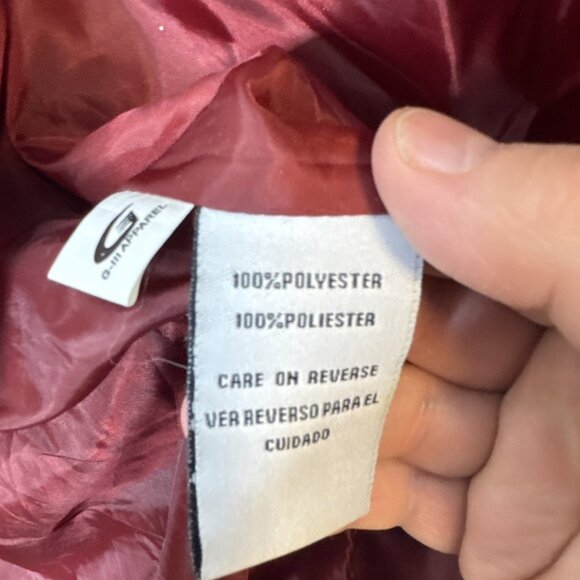 G-III APPAREL
100%POLYESTER
100%POLIESTER
CARE ON REVERSE
VER REVERSO PARA EL
CUIDADO